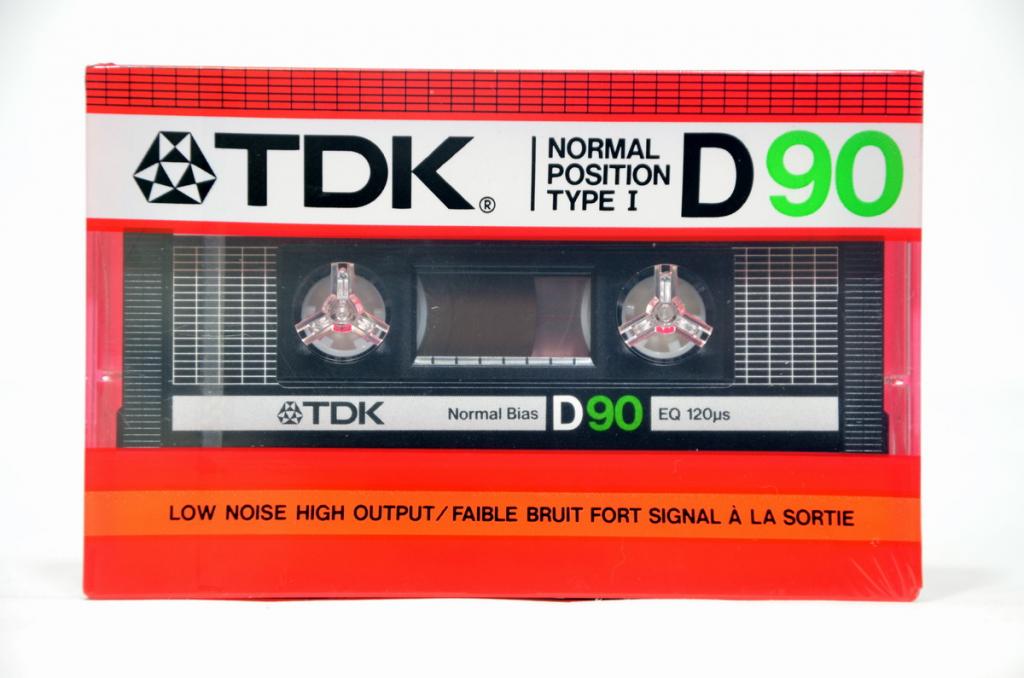 TDK®
NORMAL
POSITION
TYPE I
D90
TDK Normal Bias D90 EQ 120µs
LOW NOISE HIGH OUTPUT/FAIBLE BRUIT FORT SIGNAL À LA SORTIE